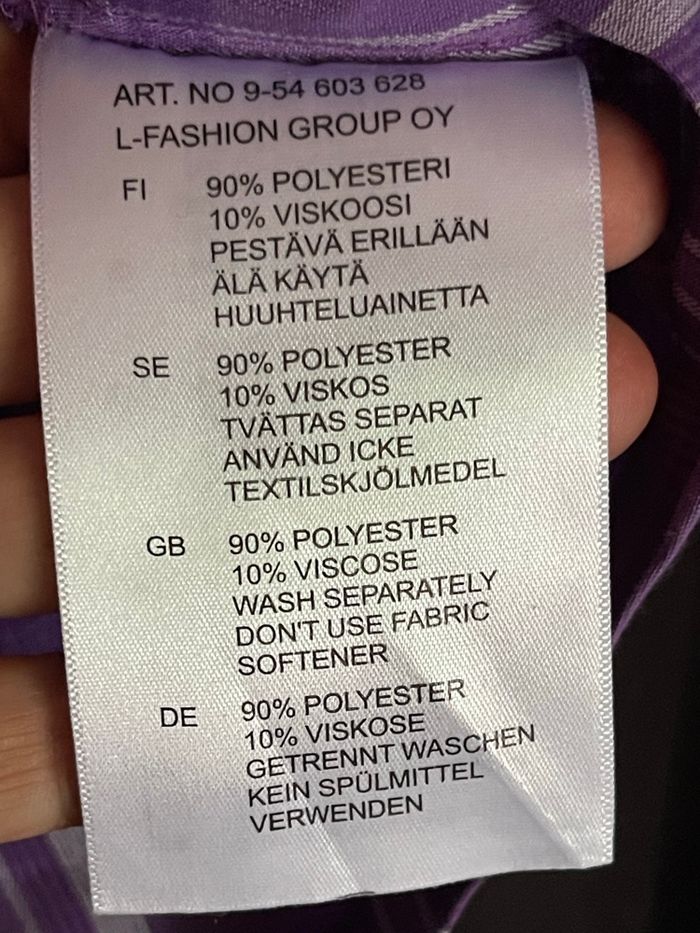 ART. NO 9-54 603 628
L-FASHION GROUP OY
FI 90% POLYESTERI
10% VISKOOSI
PESTÄVÄ ERILLÄÄN
ÄLÄ KÄYTÄ
HUUHTELUAINETTA
SE 90% POLYESTER
10% VISKOS
TVÄTTAS SEPARAT
ANVÄND ICKE
TEXTILSKJÖLMEDEL
GB 90% POLYESTER
10% VISCOSE
WASH SEPARATELY
DON'T USE FABRIC
SOFTENER
DE 90% POLYESTER
10% VISKOSE
GETRENNT WASCHEN
KEIN SPÜLMITTEL
VERWENDEN